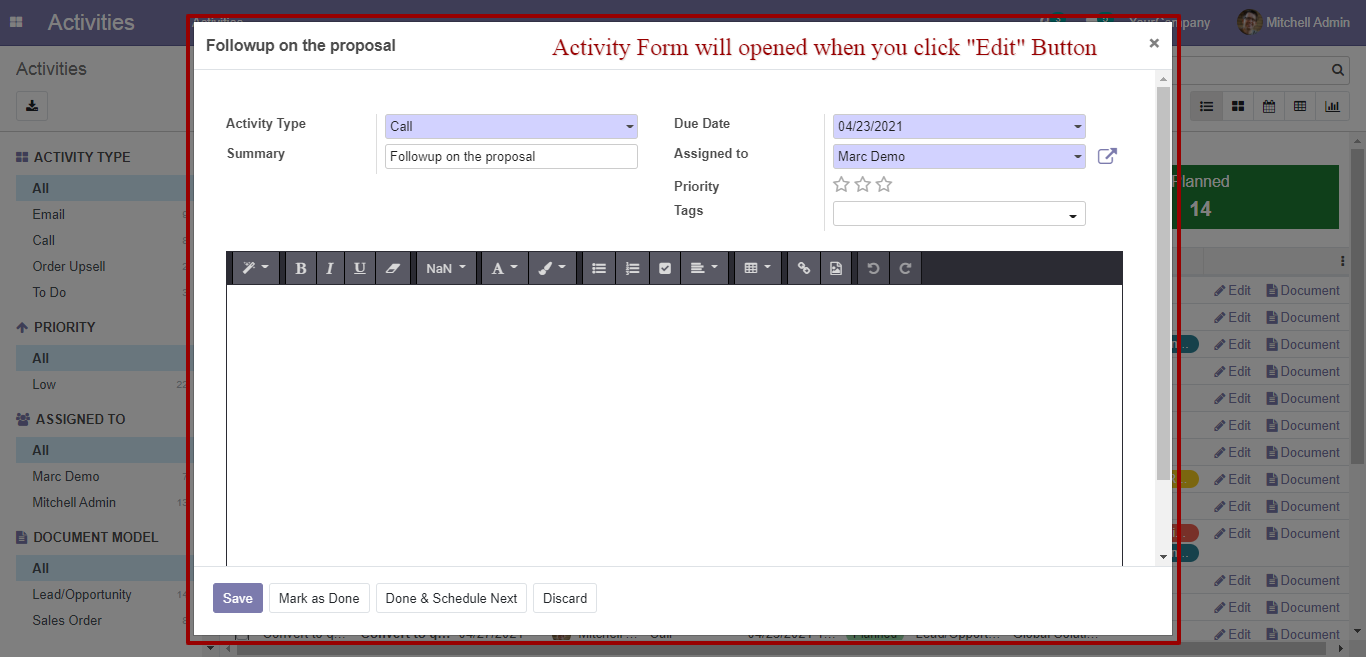 Activities
Activities
YourCompany
Mitchell Admin
Followup on the proposal
Activity Form will opened when you click "Edit" Button
×
Activities
Activity Type
Call
Due Date
04/23/2021
Summary
Followup on the proposal
Assigned to
Marc Demo
Priority
Tags
ACTIVITY TYPE
All
Email
Call
Order Upsell
To Do
PRIORITY
All
Low
22
ASSIGNED TO
All
Marc Demo
Mitchell Admin
13
DOCUMENT MODEL
All
Lead/Opportunity
14
Sales Order
B I U NaN A
Planned
14
Edit Document
Edit Document
Edit Document
Edit Document
Edit Document
Edit Document
Edit Document
Edit Document
Edit Document
Edit Document
Edit Document
Edit Document
Edit Document
Save Mark as Done Done & Schedule Next Discard
Convert to q... Convert to q... 04/21/2021 Mitchell ... Call 04/23/2021 1... Planned Lead/Opport... Global Soluti...